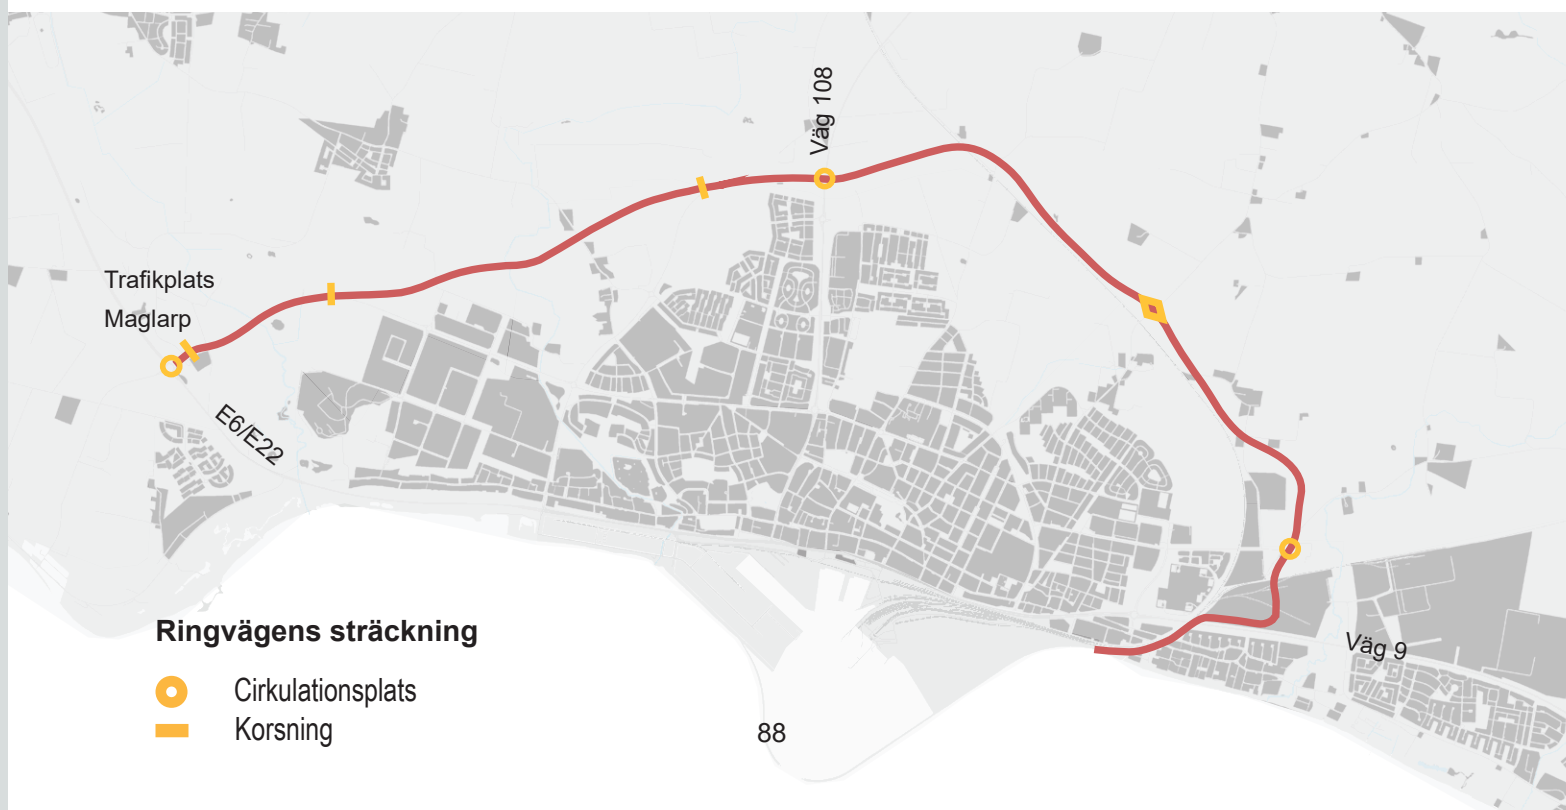 Väg 108
Trafikplats
Maglarp
E6/E22
Väg 9
Ringvägens sträckning
Cirkulationsplats
Korsning
88